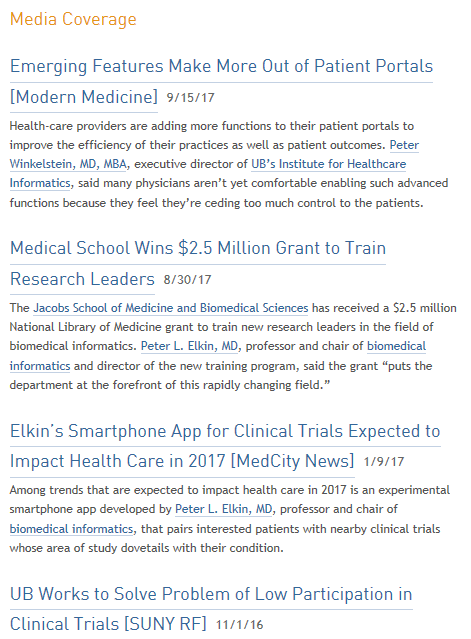 Media Coverage
Emerging Features Make More Out of Patient Portals
[Modern Medicine] 9/15/17
Health-care providers are adding more functions to their patient portals to
improve the efficiency of their practices as well as patient outcomes. Peter
Winkelstein, MD, MBA, executive director of UB’s Institute for Healthcare
Informatics, said many physicians aren’t yet comfortable enabling such advanced
functions because they feel they’re ceding too much control to the patients.
Medical School Wins $2.5 Million Grant to Train
Research Leaders 8/30/17
The Jacobs School of Medicine and Biomedical Sciences has received a $2.5 million
National Library of Medicine grant to train new research leaders in the field of
biomedical informatics. Peter L. Elkin, MD, professor and chair of biomedical
informatics and director of the new training program, said the grant “puts the
department at the forefront of this rapidly changing field.”
Elkin’s Smartphone App for Clinical Trials Expected to
Impact Health Care in 2017 [MedCity News] 1/9/17
Among trends that are expected to impact health care in 2017 is an experimental
smartphone app developed by Peter L. Elkin, MD, professor and chair of
biomedical informatics, that pairs interested patients with nearby clinical trials
whose area of study dovetails with their condition.
UB Works to Solve Problem of Low Participation in
Clinical Trials [SUNY RF] 11/1/16